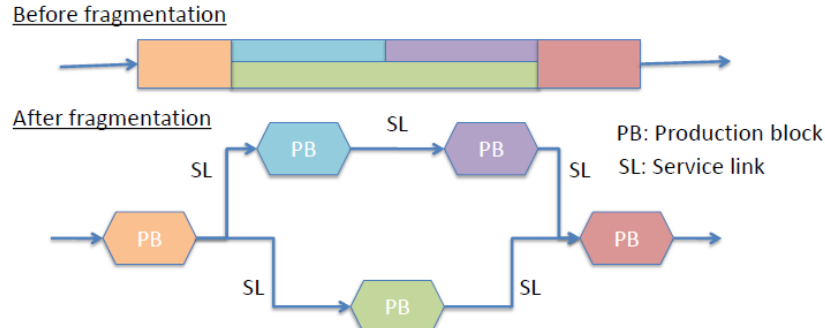 Before fragmentation
After fragmentation
SL
PB: Production block
PB
PB
SL
SL
SL: Service link
PB
PB
SL
SL
PB